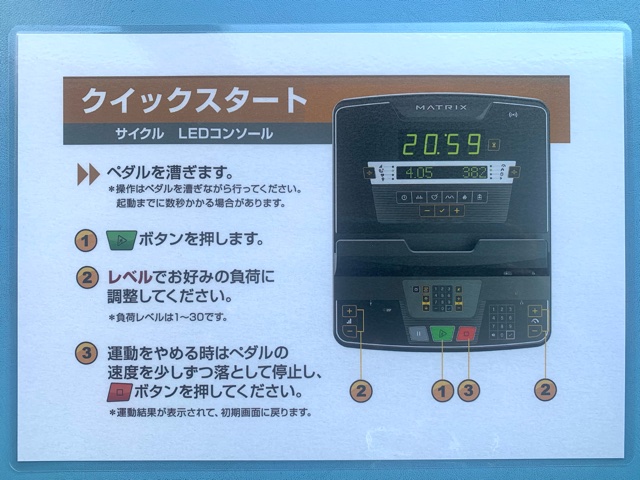 クイックスタート
サイクル LEDコンソール
ペダルを漕ぎます。
*操作はペダルを漕ぎながら行ってください。
起動までに数秒かかる場合があります。
1 ボタンを押します。
2 レベルでお好みの負荷に
調整してください。
*負荷レベルは1〜30です。
3 運動をやめる時はペダルの
速度を少しずつ落として停止し、
ボタンを押してください。
*運動結果が表示されて、初期画面に戻ります。
MATRIX
20:59
4.05 382
2 1 3 2